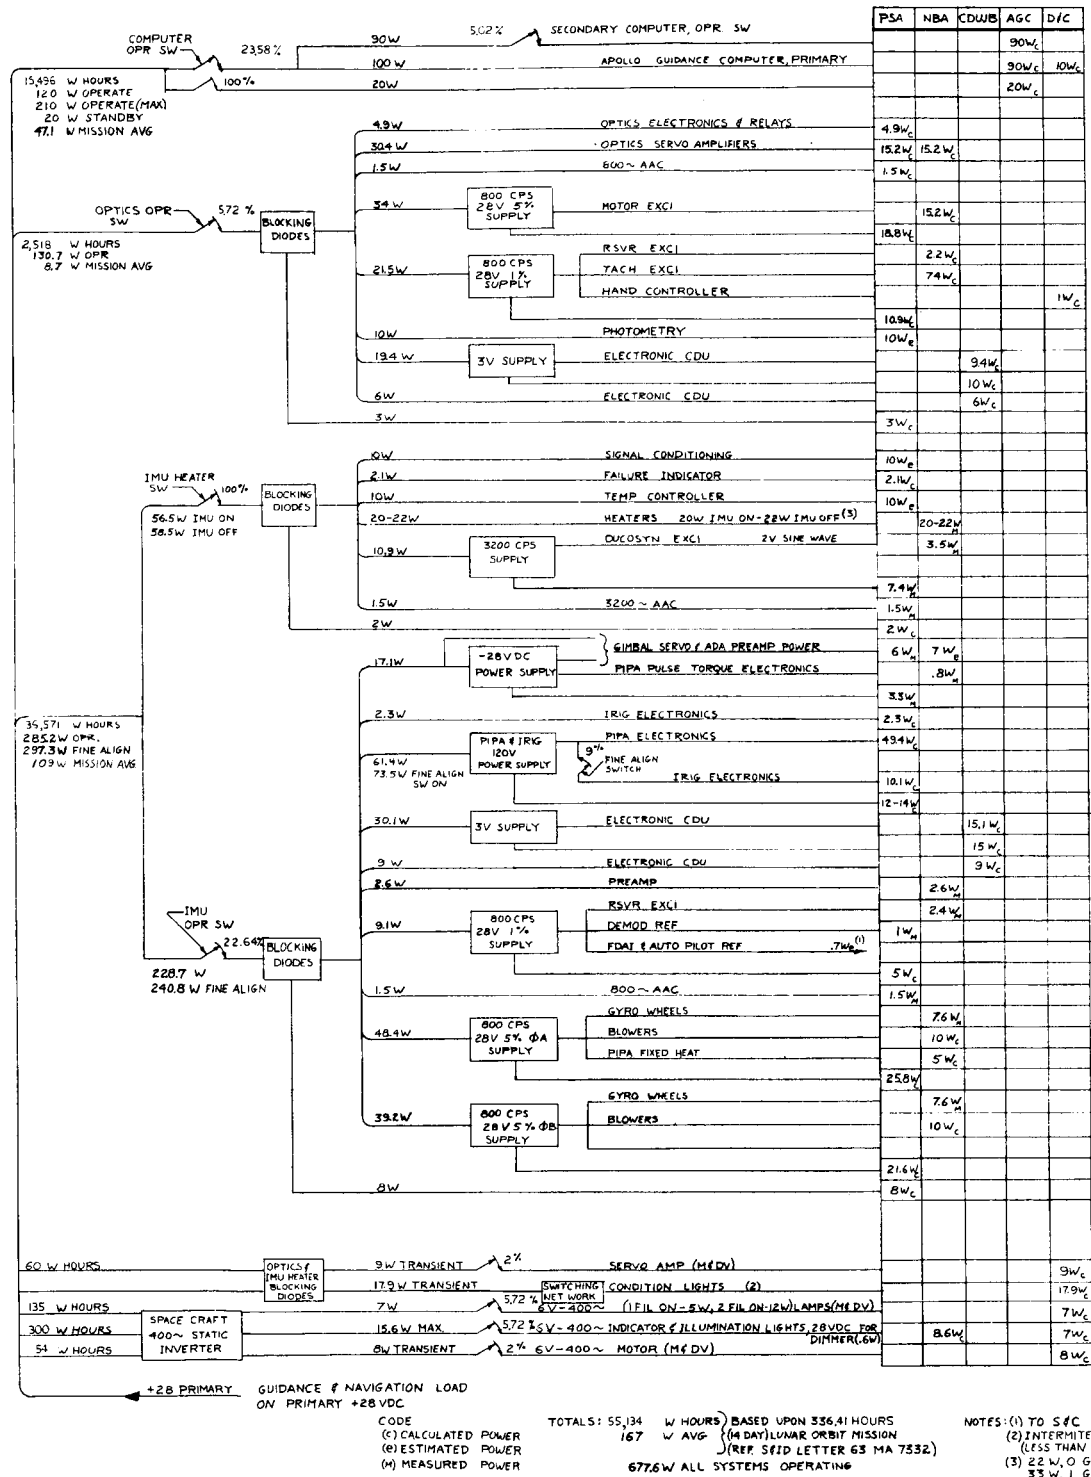 PSA NBA CDUWB AGC D/C
COMPUTER
OPR SW
23,58 %
90W
5,02 %
SECONDARY COMPUTER, OPR. SW
90Wc
100 W
APOLLO GUIDANCE COMPUTER, PRIMARY
90Wc 10Wc
100%
20W
20Wc
15,496 W HOURS
120 W OPERATE
210 W OPERATE(MAX)
20 W STANDBY
47.1 W MISSION AVG
4.9W
OPTICS ELECTRONICS & RELAYS
4.9Wc
30.4 W
OPTICS SERVO AMPLIFIERS
15.2Wc 15.2Wc
1.5 W
800~ AAC
1.5Wc
OPTICS OPR
SW
5,72 %
BLOCKING
DIODES
2,518 W HOURS
130.7 W OPR
8.7 W MISSION AVG
34 W
800 CPS
28V 5%
SUPPLY
MOTOR EXCI
15.2Wc
18.8Wc
21.5W
800 CPS
28V 1%
SUPPLY
RSVR EXCI
2.2Wc
TACH EXCI
74Wc
HAND CONTROLLER
1Wc
10.9Wc
10W
PHOTOMETRY
10We
19.4 W
3V SUPPLY
ELECTRONIC CDU
9.4Wc
10Wc
6W
ELECTRONIC CDU
6Wc
3W
3Wc
10W
SIGNAL CONDITIONING
10We
IMU HEATER
SW
100%
BLOCKING
DIODES
56.5W IMU ON
58.5W IMU OFF
2.1W
FAILURE INDICATOR
2.1Wc
10W
TEMP CONTROLLER
10We
20-22W
HEATERS 20W IMU ON-22W IMU OFF (3)
20-22WM
10.9W
3200 CPS
SUPPLY
DUCOSYN EXCI 2V SINE WAVE
3.5WM
7.4WM
1.5W
3200 ~ AAC
1.5WM
2W
2Wc
17.1W
-28V DC
POWER SUPPLY
GIMBAL SERVO & ADA PREAMP POWER
6WM 7We
PIPA PULSE TORQUE ELECTRONICS
.8WM
3.3WM
2.3W
IRIG ELECTRONICS
2.3Wc
W HOURS
285.2W OPR.
297.3W FINE ALIGN
109W MISSION AVG
61.4W
73.5W FINE ALIGN
SW ON
PIPA & IRIG
120V
POWER SUPPLY
PIPA ELECTRONICS
49.4Wc
9%
FINE ALIGN
SWITCH
IRIG ELECTRONICS
10.1Wc
12-14Wc
30.1W
3V SUPPLY
ELECTRONIC CDU
15.1Wc
15Wc
9 W
ELECTRONIC CDU
9Wc
2.6W
PREAMP
2.6WM
IMU
OPR SW
22.64%
BLOCKING
DIODES
228.7 W
240.8 W FINE ALIGN
9.1W
800CPS
28V 1%
SUPPLY
RSVR EXCI
2.4WM
DEMOD REF
1WM
FDAI & AUTO PILOT REF .7We (1)
5Wc
1.5W
800~ AAC
1.5WM
48.4W
800 CPS
28V 5% ΦA
SUPPLY
GYRO WHEELS
7.6WM
BLOWERS
10Wc
PIPA FIXED HEAT
5Wc
25.8Wc
39.2W
800 CPS
28V 5% ΦB
SUPPLY
GYRO WHEELS
7.6WM
BLOWERS
10Wc
21.6Wc
8W
8Wc
60 W HOURS
OPTICS &
IMU HEATER
BLOCKING
DIODES
9W TRANSIENT
2%
SERVO AMP (M&DV)
9Wc
17.9W TRANSIENT
SWITCHING
NET WORK
CONDITION LIGHTS (2)
17.9Wc
135 W HOURS
7W
5,72 %
6V-400~ (1 FIL ON-5W, 2 FIL ON-12W) LAMPS (M&DV)
7Wc
300 W HOURS
SPACE CRAFT
400~ STATIC
INVERTER
15.6W MAX.
5,72 % 6V-400~ INDICATOR & ILLUMINATION LIGHTS, 28VDC FOR
DIMMER(.6W)
8.6Wc 7Wc
54 W HOURS
8W TRANSIENT
2% 6V-400~ MOTOR (M&DV)
8Wc
+28 PRIMARY
GUIDANCE & NAVIGATION LOAD
ON PRIMARY +28 VDC
CODE
(C) CALCULATED POWER
(e) ESTIMATED POWER
(M) MEASURED POWER
TOTALS: 55,134 W HOURS
167 W AVG
BASED UPON 336,41 HOURS
(14 DAY) LUNAR ORBIT MISSION
(REF. S&ID LETTER 63 MA 7332)
677.6W ALL SYSTEMS OPERATING
NOTES: (1) TO S&C
(2) INTERMITE
(LESS THAN
(3) 22 W, 0 G
33 W, 1 G